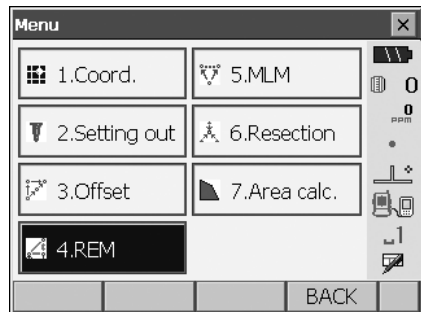 Menu
1.Coord.
5.MLM
2.Setting out
6.Resection
3.Offset
7.Area calc.
4.REM
0
0
PPM
1
BACK